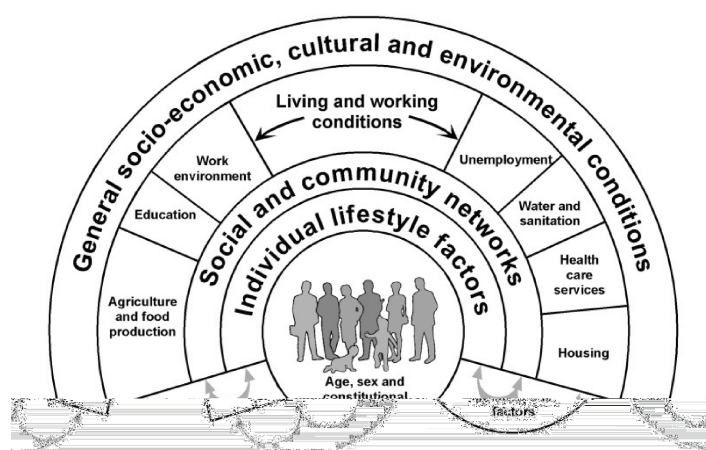 General socio-economic, cultural and environmental conditions
Living and working
conditions
Work
environment
Unemployment
Education
Water and
sanitation
Agriculture
and food
production
Health
care
services
Housing
Social and community networks
Individual lifestyle factors
Age, sex and
constitutional
factors